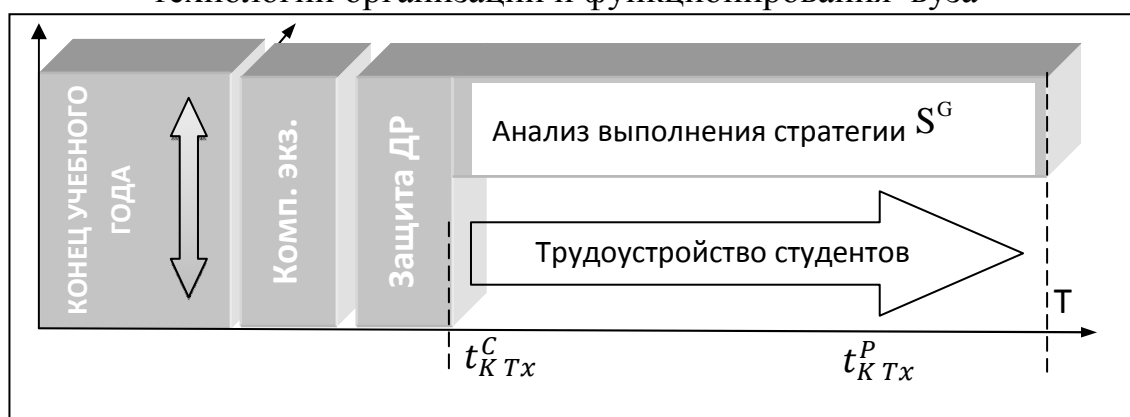 технологии организации и функционирования вуза
КОНЕЦ УЧЕБНОГО
ГОДА
Комп. экз.
Защита ДР
Анализ выполнения стратегии S^G
Трудоустройство студентов
T
t^C_{K Tx}
t^P_{K Tx}